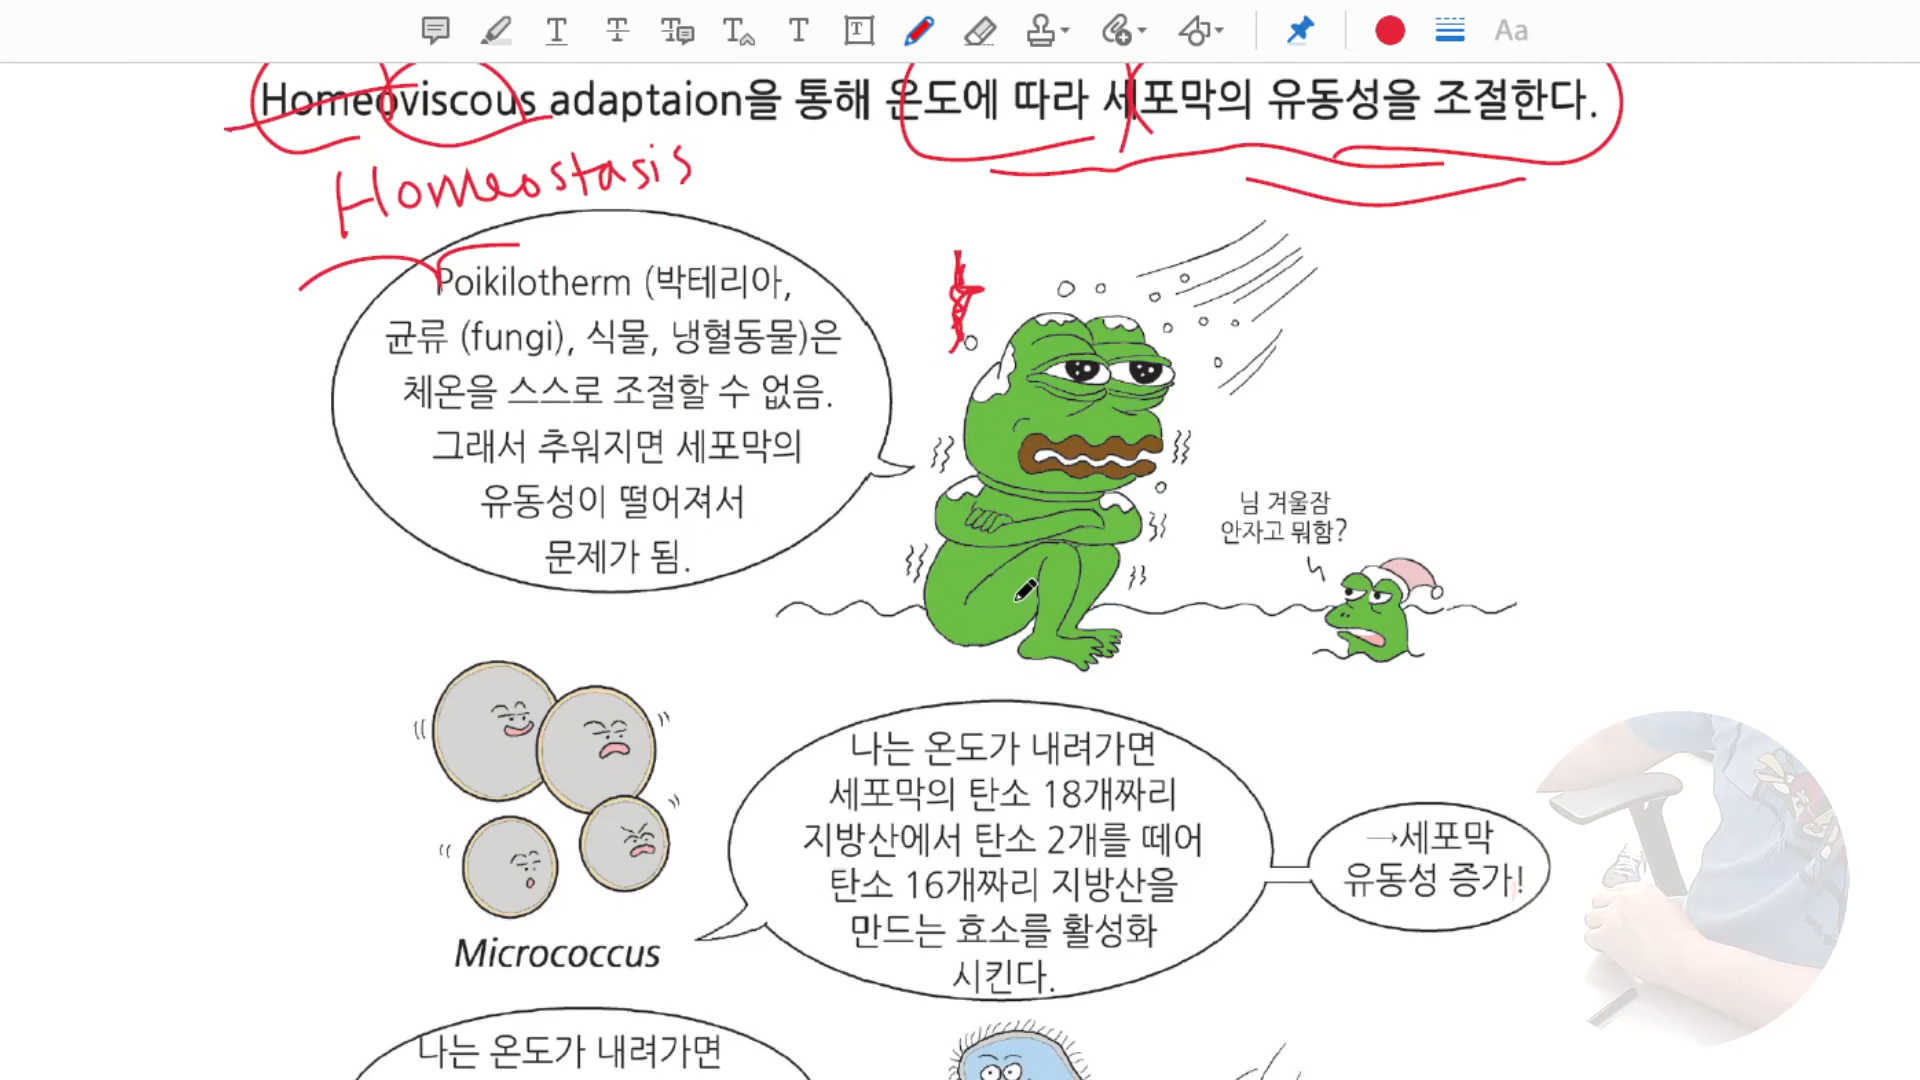 Aa
Homeoviscous adaptaion을 통해 온도에 따라 세포막의 유동성을 조절한다.
Homeostasis
Poikilotherm (박테리아,
균류 (fungi), 식물, 냉혈동물)은
체온을 스스로 조절할 수 없음.
그래서 추워지면 세포막의
유동성이 떨어져서
문제가 됨.
님 겨울잠
안자고 뭐함?
나는 온도가 내려가면
세포막의 탄소 18개짜리
지방산에서 탄소 2개를 떼어
탄소 16개짜리 지방산을
만드는 효소를 활성화
시킨다.
→세포막
유동성 증가!
Micrococcus
나는 온도가 내려가면